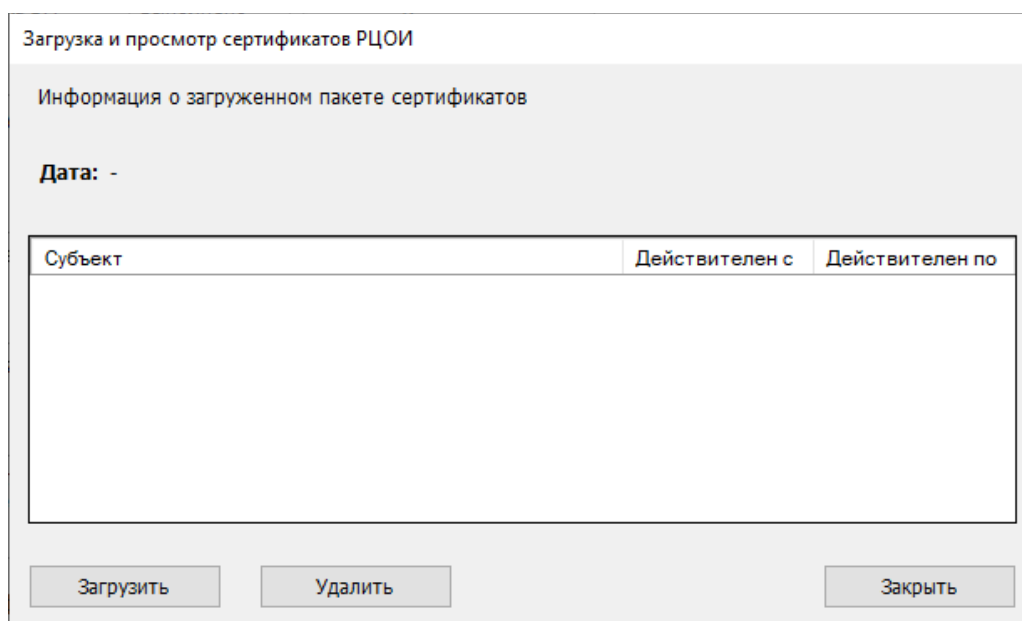 Загрузка и просмотр сертификатов РЦОИ
Информация о загруженном пакете сертификатов
Дата: -
Субъект Действителен с Действителен по
Загрузить Удалить Закрыть